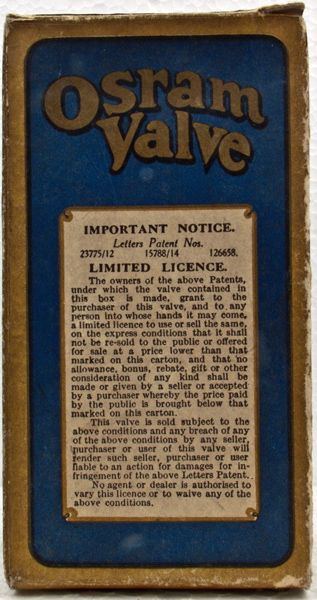 Osram
Valve
IMPORTANT NOTICE.
Letters Patent Nos.
23775/12 15788/14 126658.
LIMITED LICENCE.
The owners of the above Patents,
under which the valve contained in
this box is made, grant to the
purchaser of this valve, and to any
person into whose hands it may come,
a limited licence to use or sell the same,
on the express conditions that it shall
not be re-sold to the public or offered
for sale at a price lower than that
marked on this carton, and that no
allowance, bonus, rebate, gift or other
consideration of any kind shall be
made or given by a seller or accepted
by a purchaser whereby the price paid
by the public is brought below that
marked on this carton.
This valve is sold subject to the
above conditions and any breach of any
of the above conditions by any seller,
purchaser or user of this valve will
render such seller, purchaser or user
liable to an action for damages for in-
fringement of the above Letters Patent.
No agent or dealer is authorised to
vary this licence or to waive any of the
above conditions.